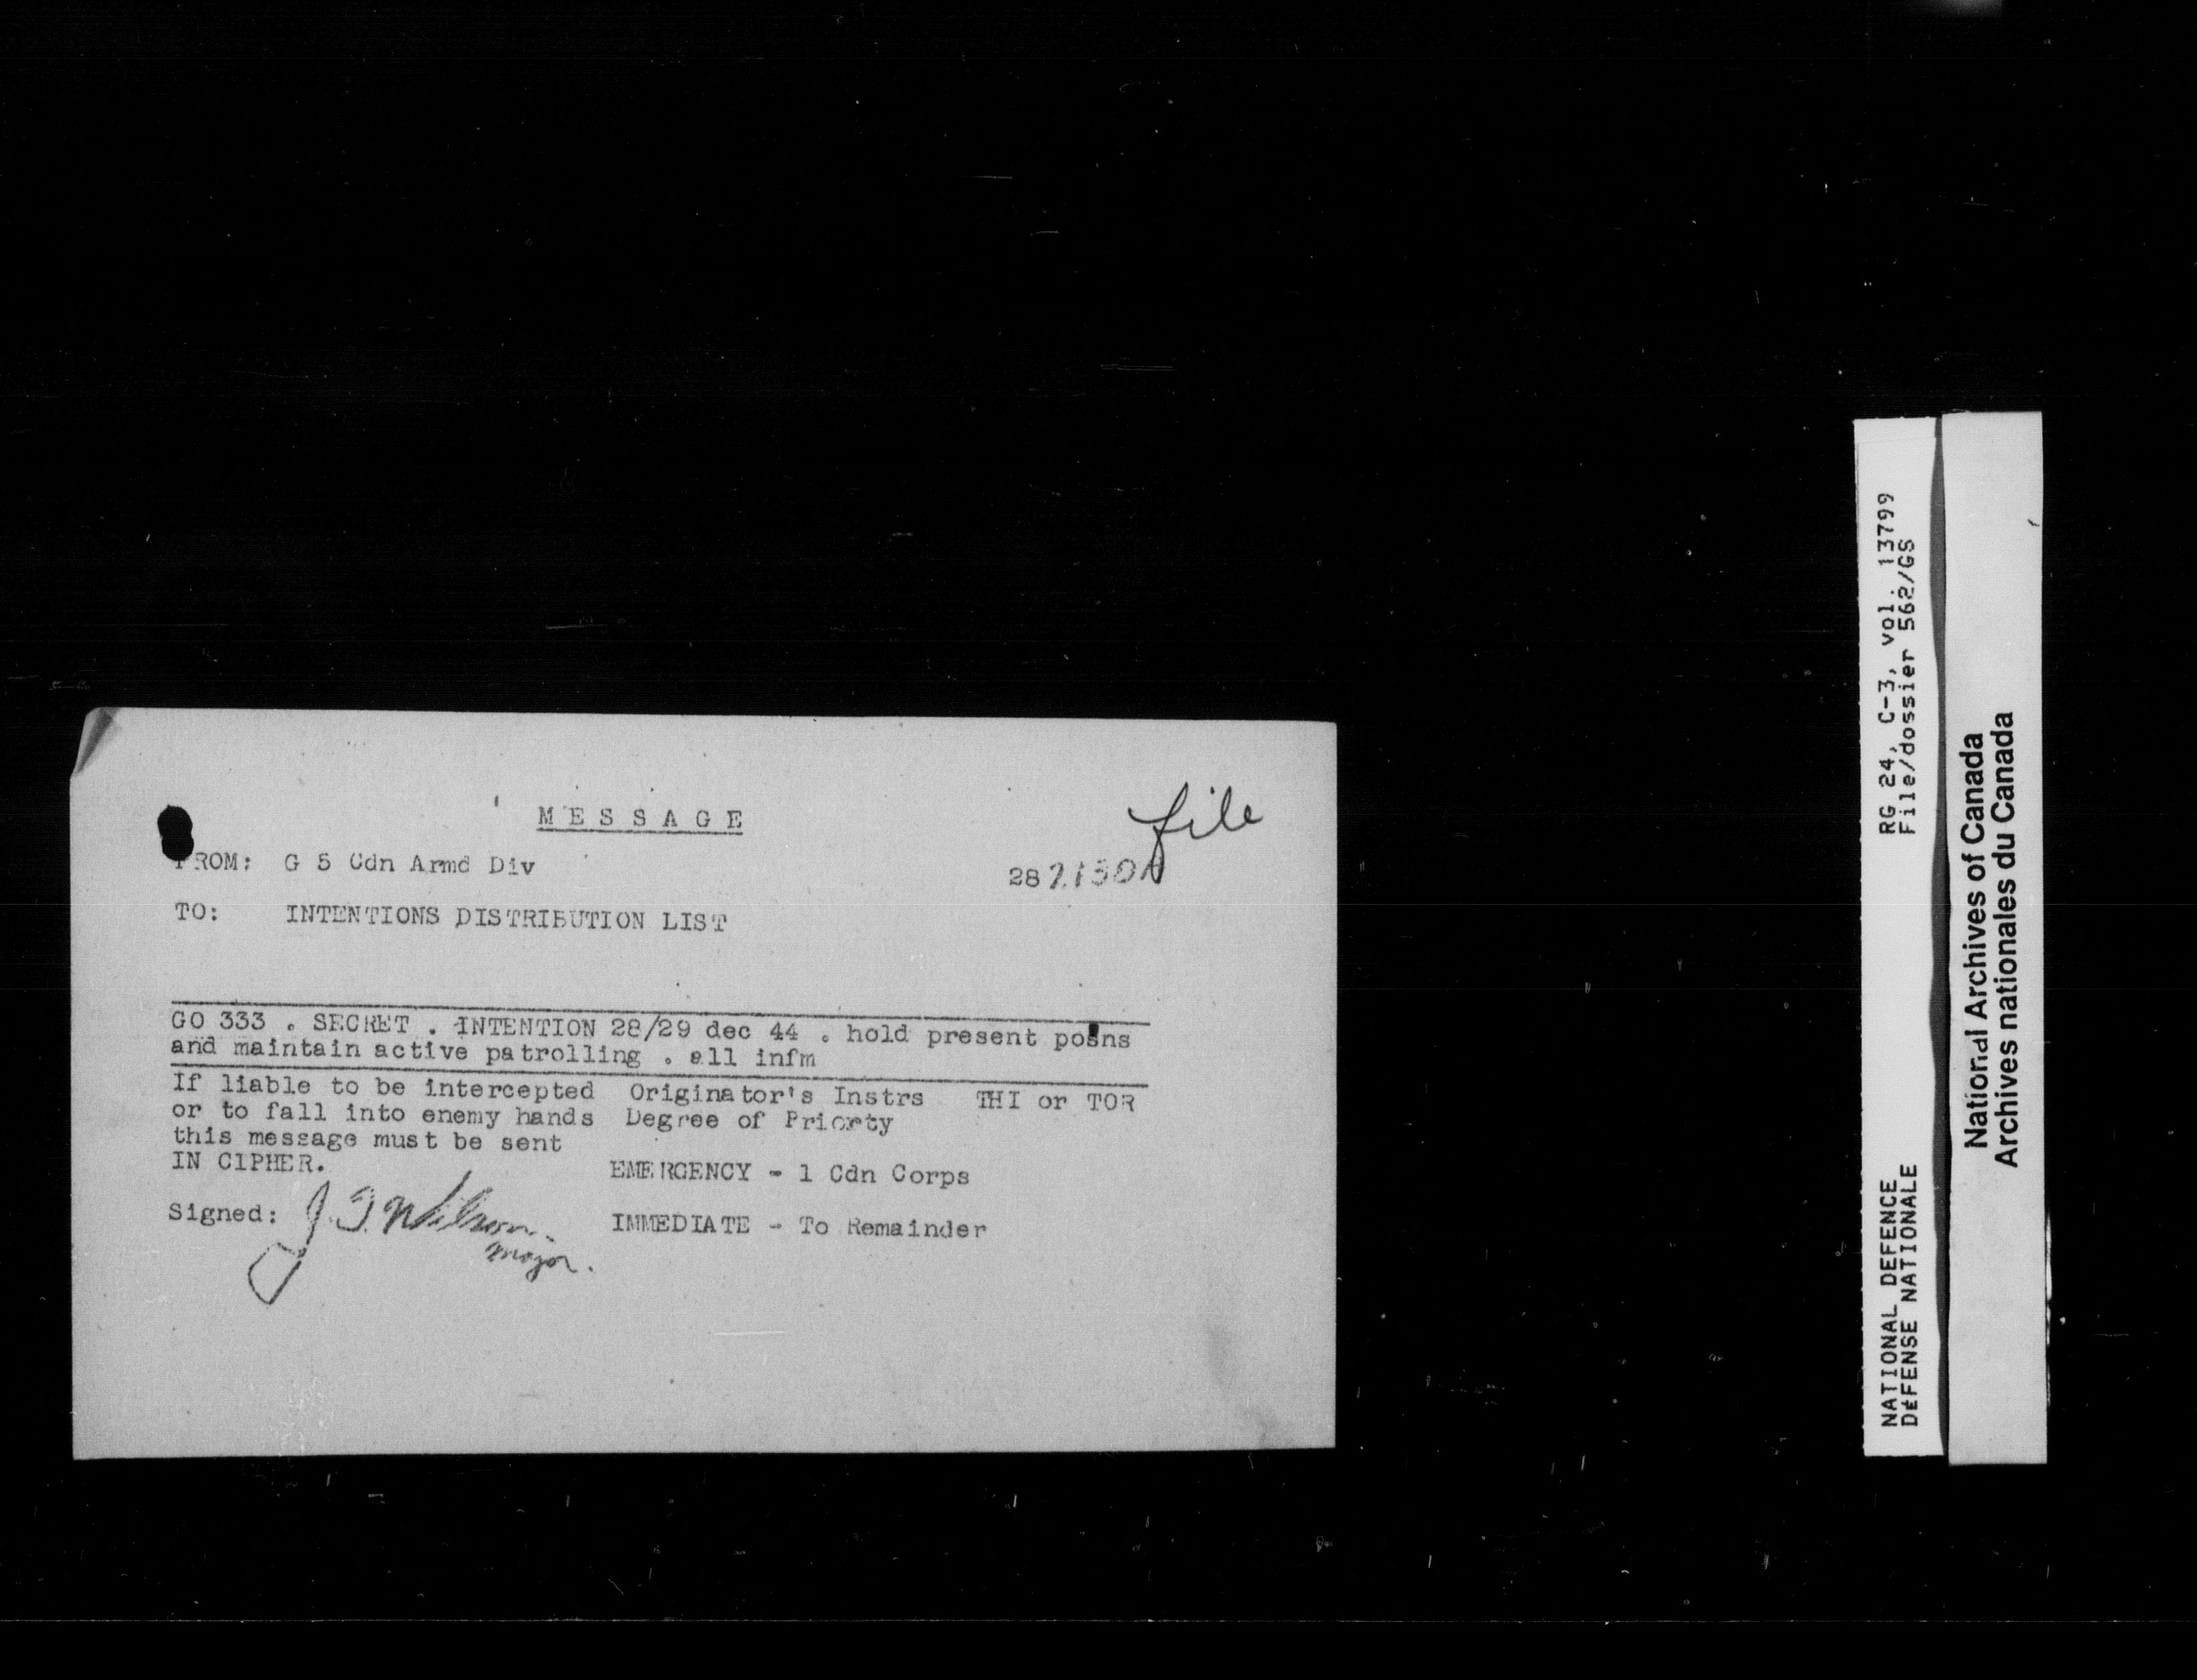 M E S S A G E
file
FROM: G 5 Cdn Armd Div
282130A
TO: INTENTIONS DISTRIBUTION LIST
GO 333 . SECRET . INTENTION 28/29 dec 44 . hold present posns
and maintain active patrolling . all infm
If liable to be intercepted Originator's Instrs THI or TOR
or to fall into enemy hands Degree of Priorty
this message must be sent
IN CIPHER.
EMERGENCY - 1 Cdn Corps
Signed: J. T. Wilson
Major.
IMMEDIATE - To Remainder
RG 24, C-3, vol. 13799
File/dossier 562/GS
NATIONAL DEFENCE
DÉFENSE NATIONALE
National Archives of Canada
Archives nationales du Canada